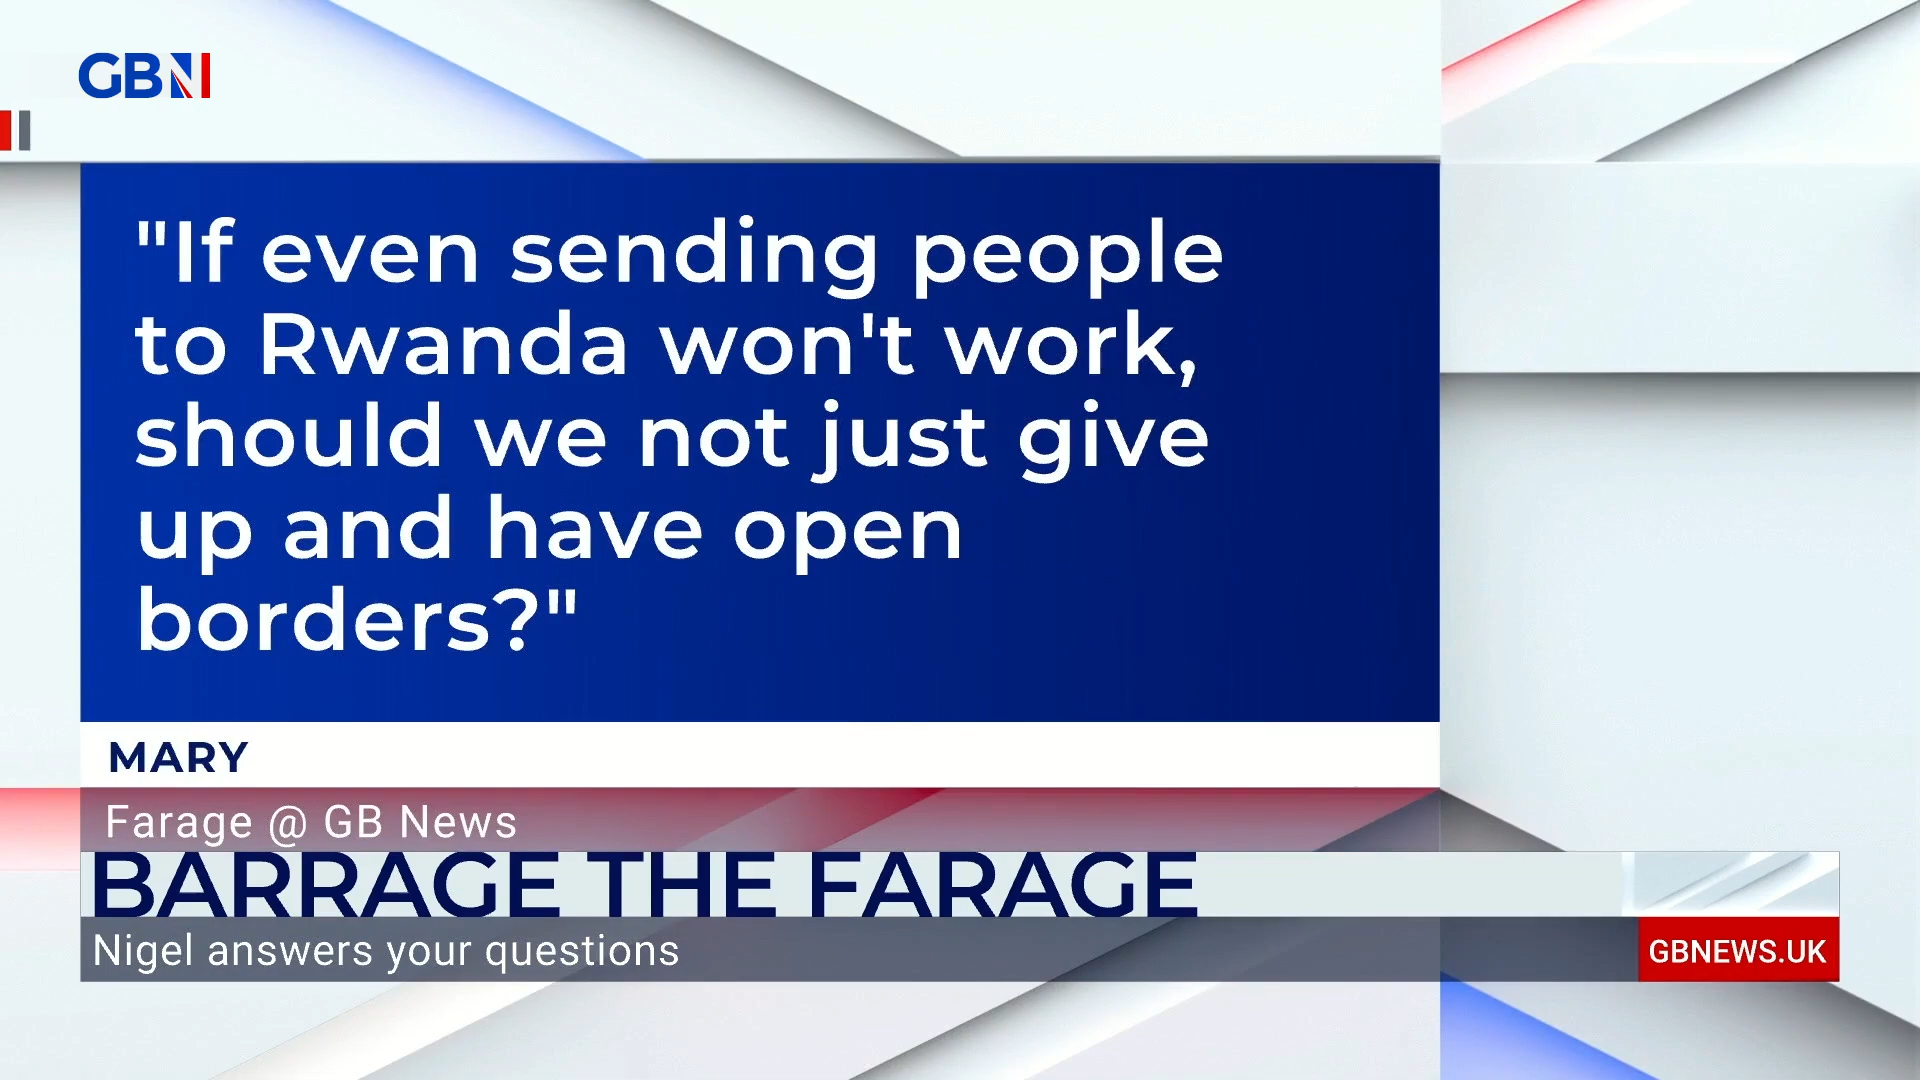 GBN
"If even sending people
to Rwanda won't work,
should we not just give
up and have open
borders?"
MARY
Farage @ GB News
BARRAGE THE FARAGE
Nigel answers your questions
GBNEWS.UK